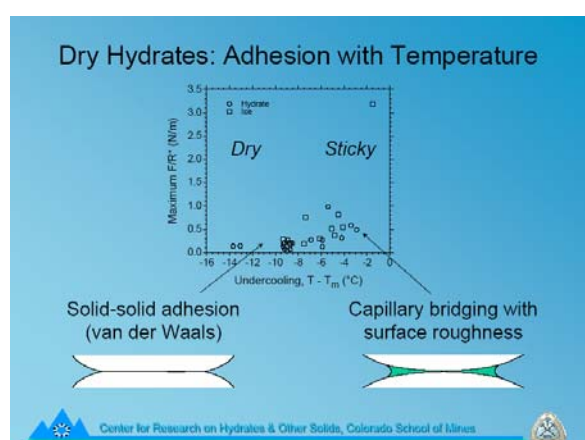 Dry Hydrates: Adhesion with Temperature
3.5
3.0
2.5
2.0
1.5
1.0
0.5
0.0
Maximum F/R* (N/m)
Hydrate
Ice
Dry Sticky
-16 -14 -12 -10 -8 -6 -4 -2 0
Undercooling, T - Tm (°C)
Solid-solid adhesion
(van der Waals)
Capillary bridging with
surface roughness
Center for Research on Hydrates & Other Solids, Colorado School of Mines